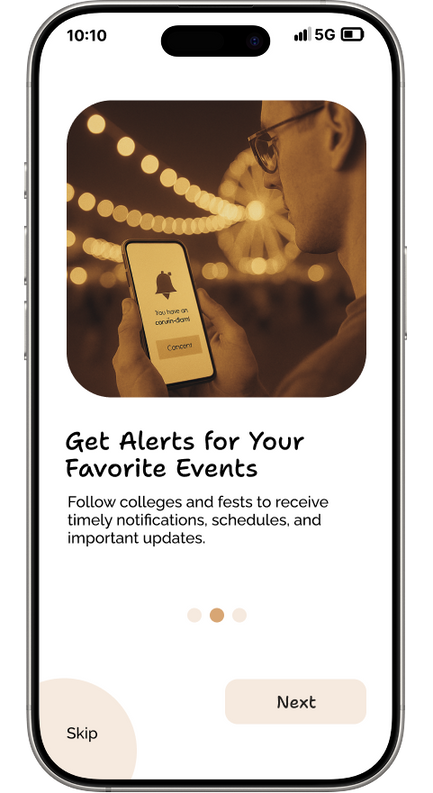 10:10
5G
You have an
Concent
Get Alerts for Your
Favorite Events
Follow colleges and fests to receive
timely notifications, schedules, and
important updates.
Next
Skip